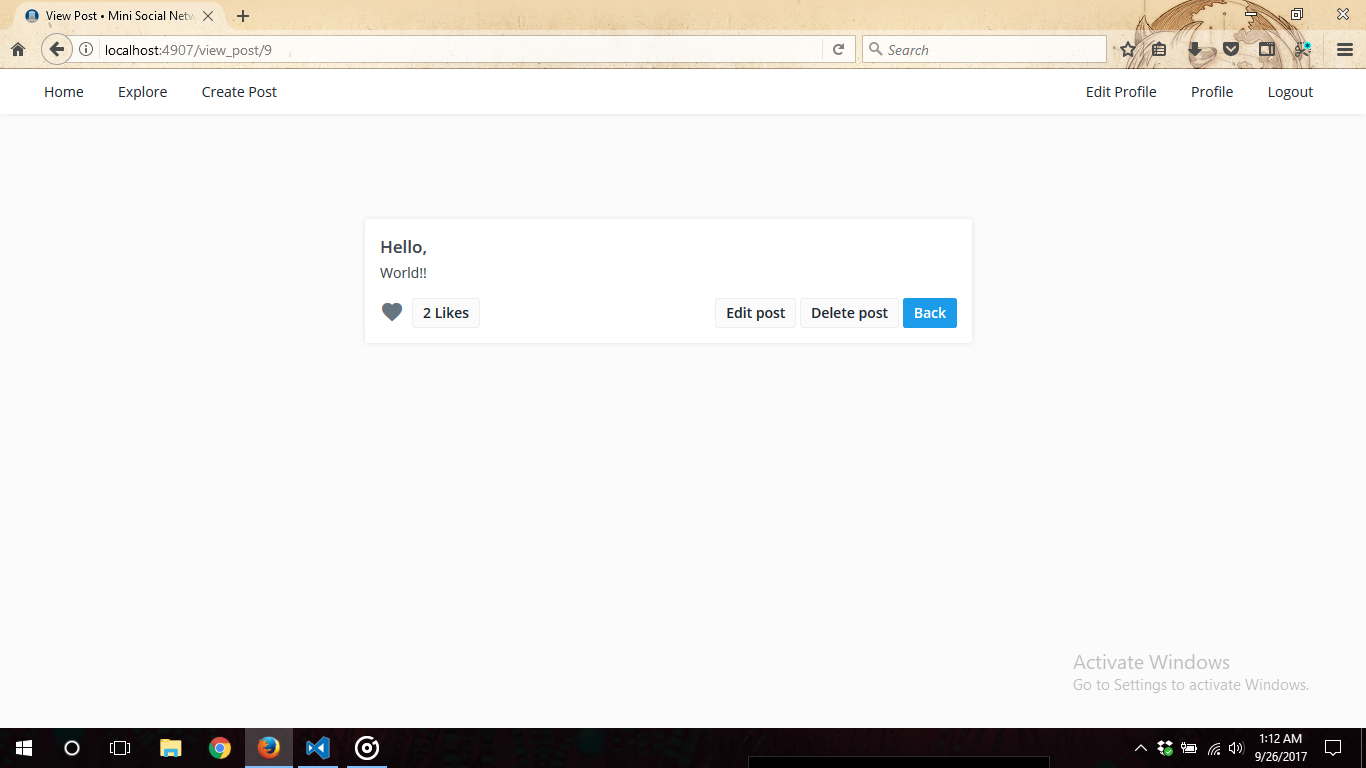 View Post • Mini Social Netw
localhost:4907/view_post/9
Search
Home Explore Create Post Edit Profile Profile Logout
Hello,
World!!
2 Likes Edit post Delete post Back
Activate Windows
Go to Settings to activate Windows.
1:12 AM
9/26/2017